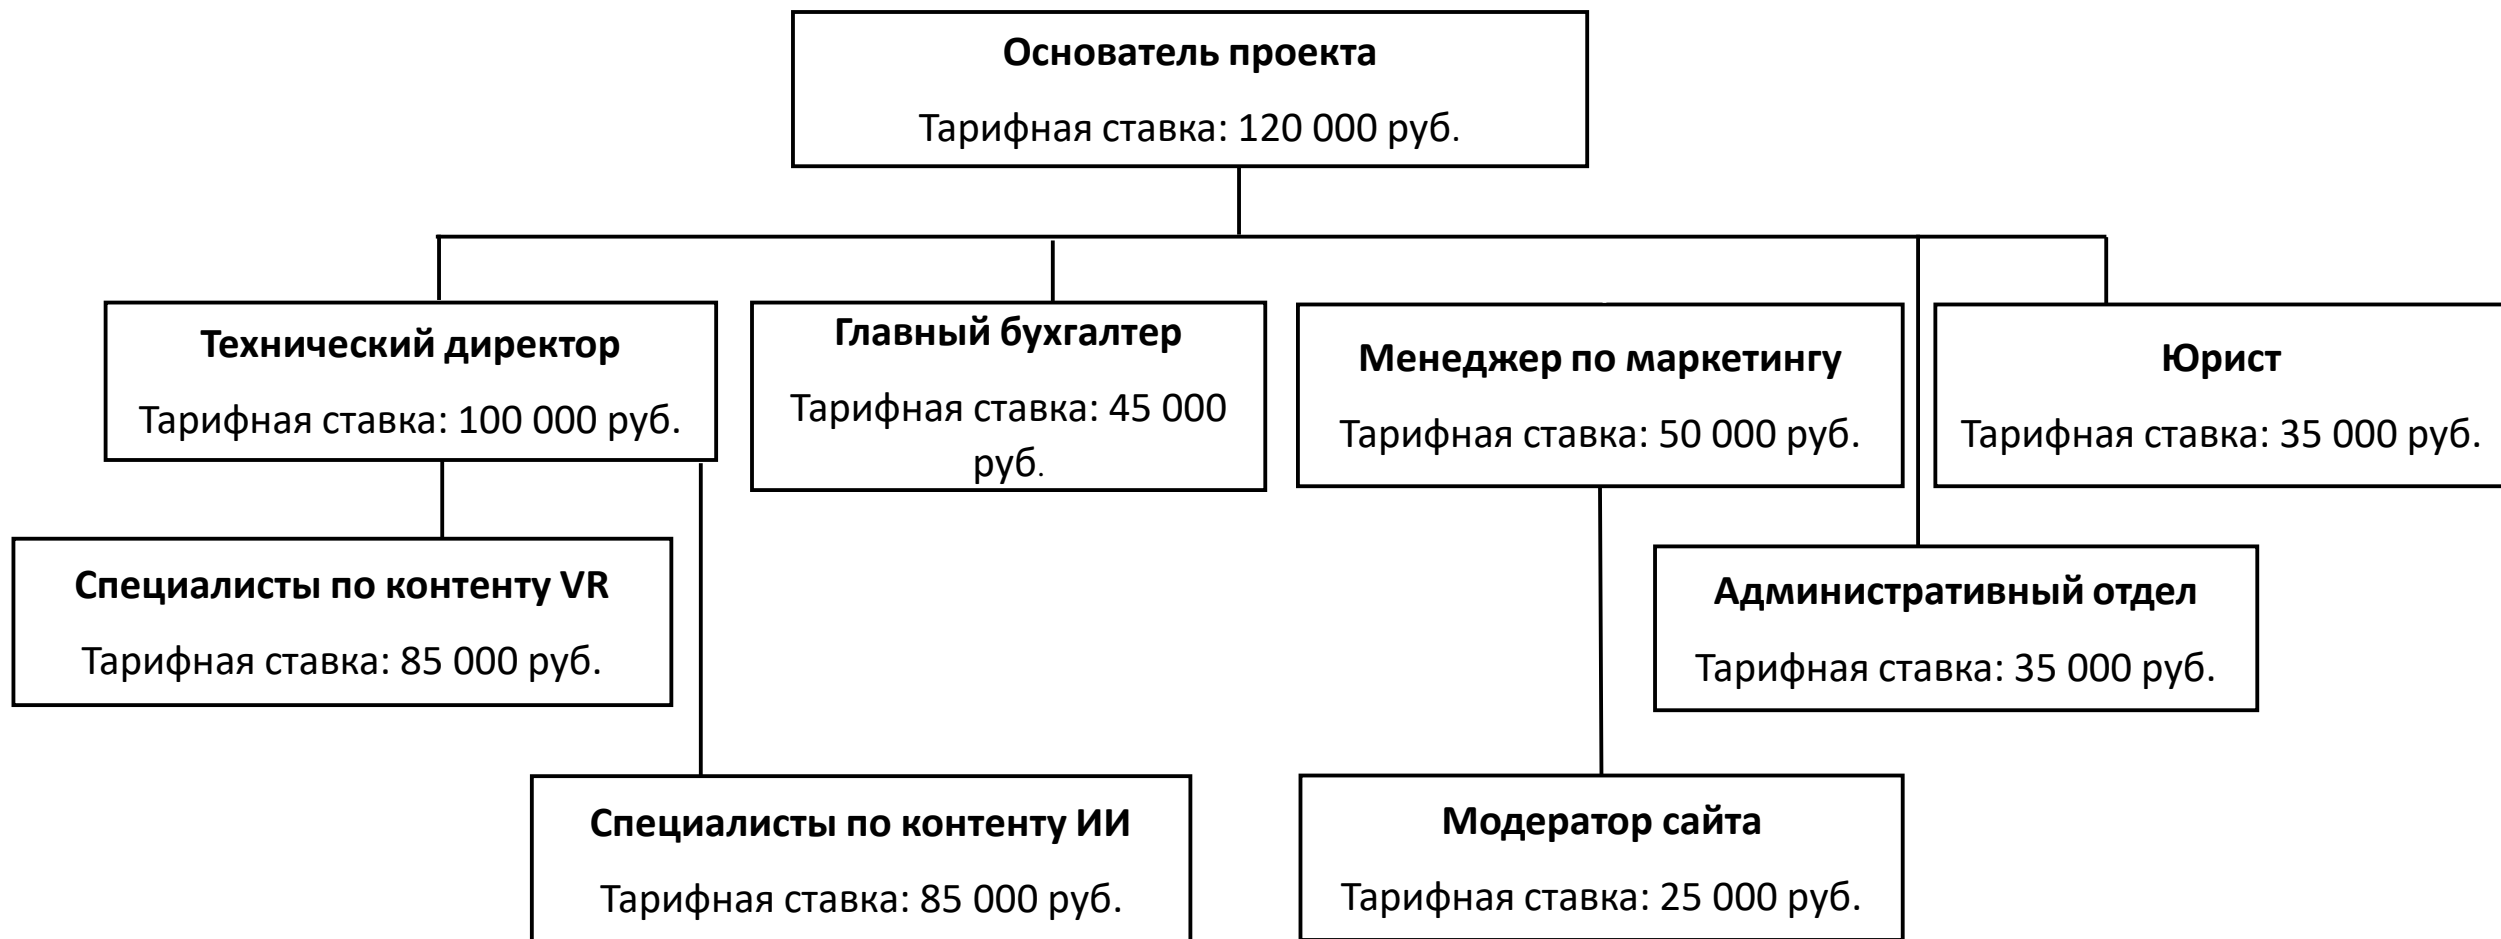 Основатель проекта
Тарифная ставка: 120 000 руб.
Технический директор
Тарифная ставка: 100 000 руб.
Главный бухгалтер
Тарифная ставка: 45 000
руб.
Менеджер по маркетингу
Тарифная ставка: 50 000 руб.
Юрист
Тарифная ставка: 35 000 руб.
Специалисты по контенту VR
Тарифная ставка: 85 000 руб.
Административный отдел
Тарифная ставка: 35 000 руб.
Специалисты по контенту ИИ
Тарифная ставка: 85 000 руб.
Модератор сайта
Тарифная ставка: 25 000 руб.